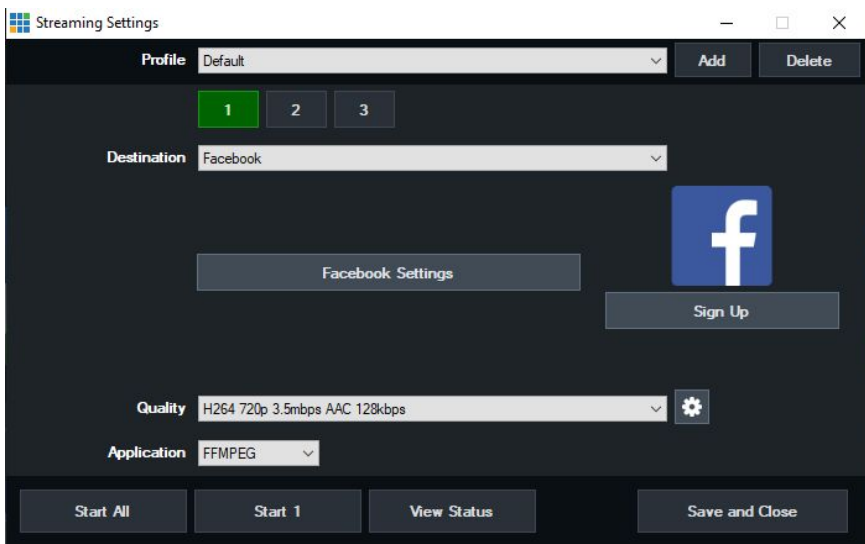 Streaming Settings
Profile Default Add Delete
1 2 3
Destination Facebook
f
Facebook Settings
Sign Up
Quality H264 720p 3.5mbps AAC 128kbps
Application FFMPEG
Start All Start 1 View Status Save and Close